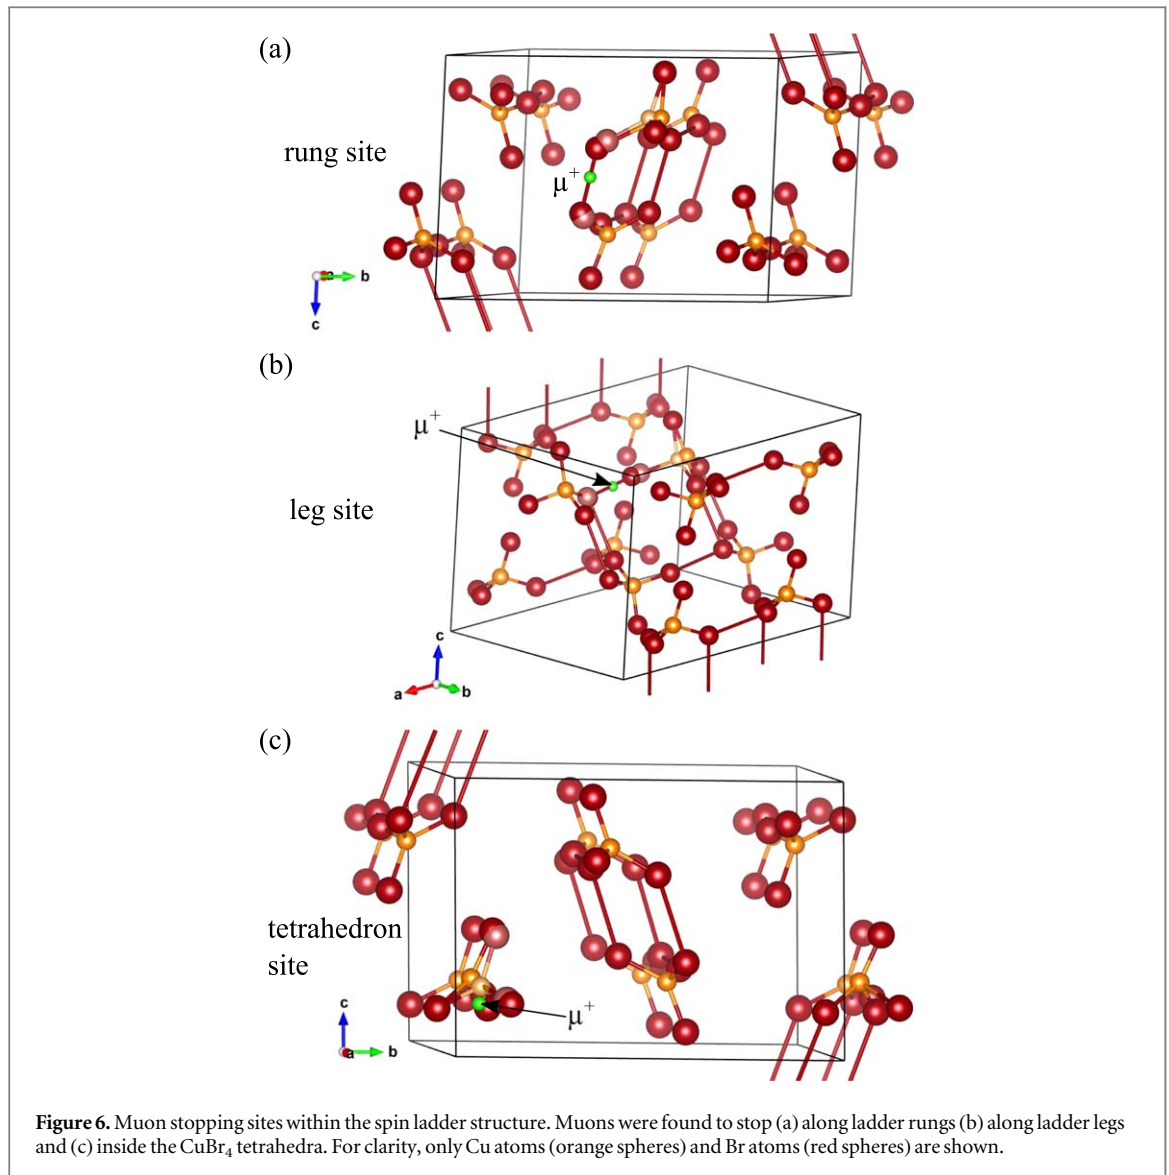 (a)
rung site
μ+
a
b
c
(b)
μ+
leg site
c
a
b
(c)
tetrahedron
site
μ+
c
a
b
Figure 6. Muon stopping sites within the spin ladder structure. Muons were found to stop (a) along ladder rungs (b) along ladder legs
and (c) inside the CuBr₄ tetrahedra. For clarity, only Cu atoms (orange spheres) and Br atoms (red spheres) are shown.